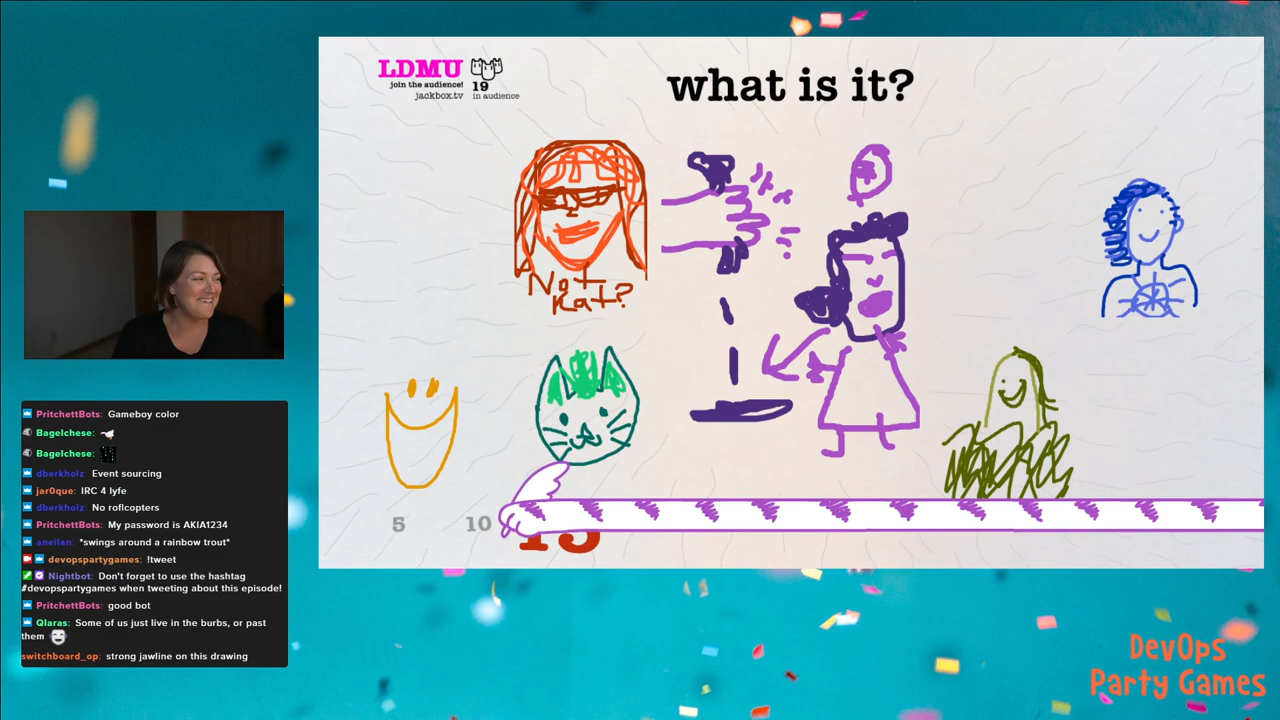 LDMU
join the audience!
jackbox.tv
19
in audience
what is it?
Not
Kat?
5
10
15
PritchettBots: Gameboy color
Bagelchese:
Bagelchese:
dberkholz: Event sourcing
jar0que: IRC 4 lyfe
dberkholz: No roflcopters
PritchettBots: My password is AKIA1234
aneilan: *swings around a rainbow trout*
devopspartygames: !tweet
Nightbot: Don't forget to use the hashtag
#devopspartygames when tweeting about this episode!
PritchettBots: good bot
Qlaras: Some of us just live in the burbs, or past
them
switchboard_op: strong jawline on this drawing
DevOps
Party Games